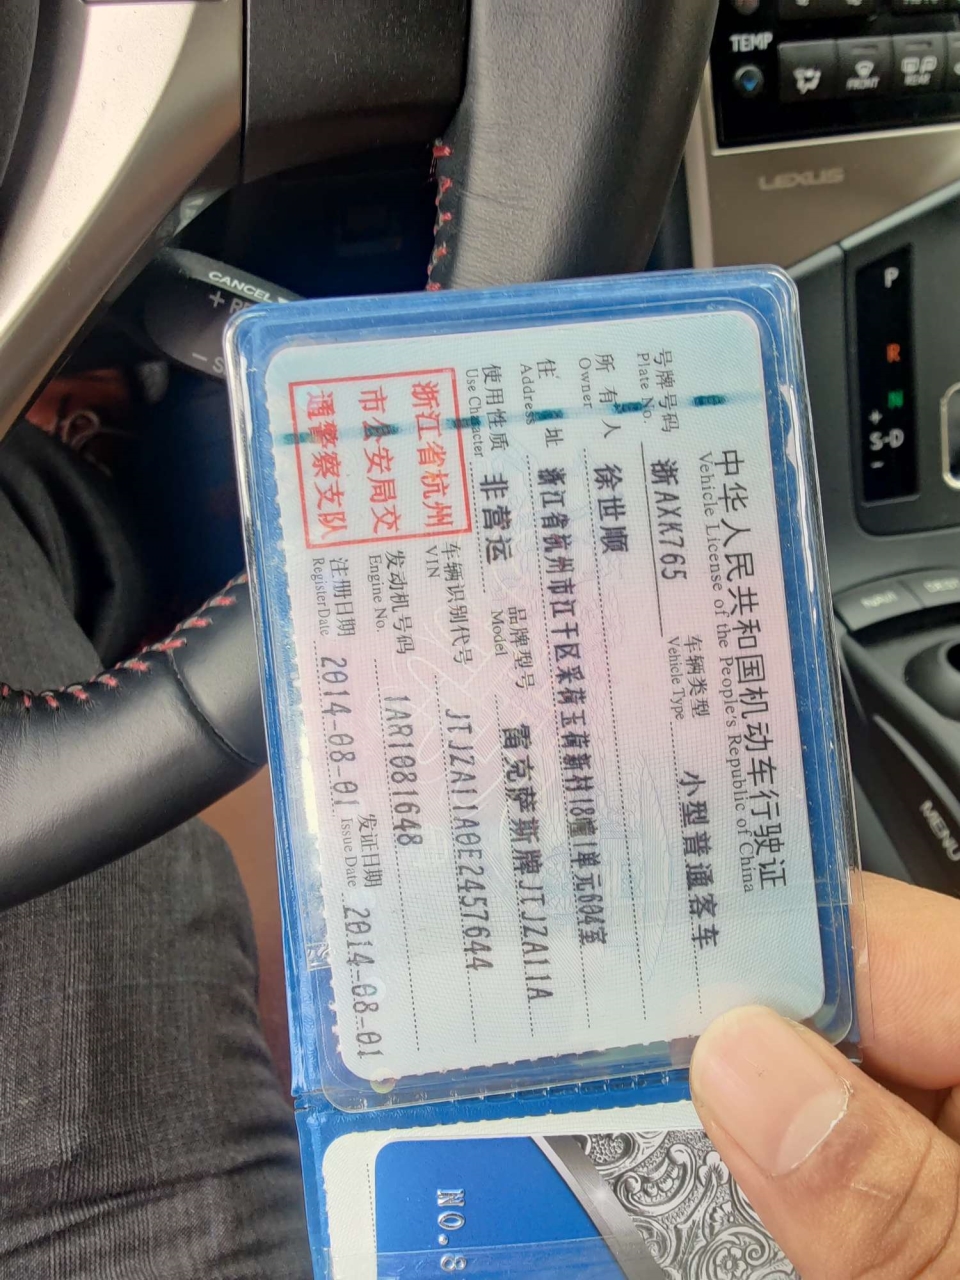 中华人民共和国机动车行驶证
Vehicle License of the People's Republic of China
号牌号码 浙AXK765 车辆类型 小型普通客车
Plate No. Vehicle Type
所有人 徐世顺
Owner
住址 浙江省杭州市江干区采荷玉荷新村18幢1单元604室
Address
使用性质 非营运 品牌型号 雷克萨斯牌JTJZA11A
Use Character Model
浙江省杭州
市公安局交
通警察支队
车辆识别代号 JTJZA11A0E2457644
VIN
发动机号码 1AR1081648
Engine No.
注册日期 2014-08-01 发证日期 2014-08-01
Register Date Issue Date
NO.8
TEMP
FRONT
REAR
LEXUS
P
R
N
+
S-D
-
MENU
CANCEL
+ RE
- S